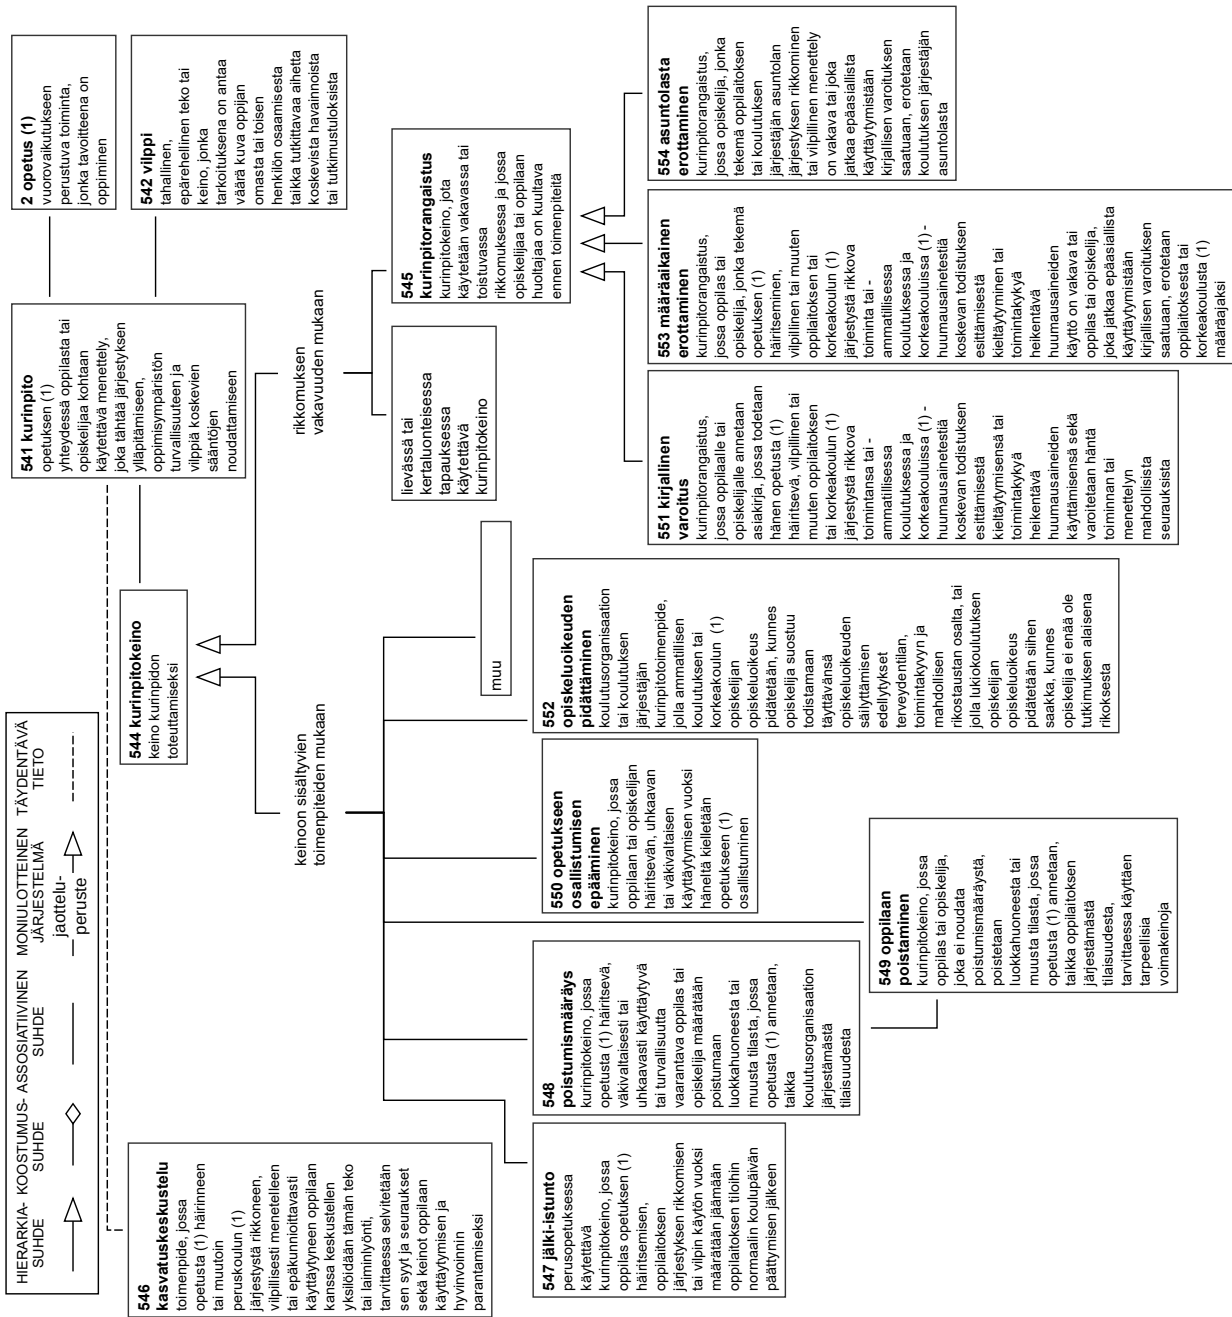 HIERARKIA-
SUHDE
KOOSTUMUS-
SUHDE
ASSOSIATIIVINEN
SUHDE
MONIULOTTEINEN
JÄRJESTELMÄ
jaottelu-
peruste
TÄYDENTÄVÄ
TIETO
2 opetus (1)
vuorovaikutukseen
perustuva toiminta,
jonka tavoitteena on
oppiminen
541 kurinpito
opetuksen (1)
yhteydessä oppilasta tai
opiskelijaa kohtaan
käytettävä menettely,
joka tähtää järjestyksen
ylläpitämiseen,
oppimisympäristön
turvallisuuteen ja
vilppiä koskevien
sääntöjen
noudattamiseen
542 vilppi
tahallinen,
epärehellinen teko tai
keino, jonka
tarkoituksena on antaa
väärä kuva oppijan
omasta tai toisen
henkilön osaamisesta
taikka tutkittavaa aihetta
koskevista havainnoista
tai tutkimustuloksista
544 kurinpitokeino
keino kurinpidon
toteuttamiseksi
546
kasvatuskeskustelu
toimenpide, jossa
opetusta (1) häirinneen
tai muutoin
peruskoulun (1)
järjestystä rikkoneen,
vilpillisesti menetelleen
tai epäkunnioittavasti
käyttäytyneen oppilaan
kanssa keskustellen
yksilöidään tämän teko
tai laiminlyönti,
tarvittaessa selvitetään
sen syyt ja seuraukset
sekä keinot oppilaan
käyttäytymisen ja
hyvinvoinnin
parantamiseksi
keinoon sisältyvien
toimenpiteiden mukaan
rikomuksen
vakavuuden mukaan
lievässä tai
kertaluonteisessa
tapauksessa
käytettävä
kurinpitokeino
545
kurinpitorangaistus
kurinpitokeino, jota
käytetään vakavassa tai
toistuvassa
rikkomuksessa ja jossa
opiskelijaa tai oppilaan
huoltajaa on kuultava
ennen toimenpiteitä
muu
547 jälki-istunto
perusopetuksessa
käytettävä
kurinpitokeino, jossa
oppilas opetuksen (1)
häiritsemisen,
oppilaitoksen
järjestyksen rikkomisen
tai vilpin käytön vuoksi
määrätään jäämään
oppilaitoksen tiloihin
normaalin koulupäivän
päättymisen jälkeen
548
poistumismääräys
kurinpitokeino, jossa
opetusta (1) häiritsevä,
väkivaltaisesti tai
uhkaavasti käyttäytyvä
tai turvallisuutta
vaarantava oppilas tai
opiskelija määrätään
poistumaan
luokkahuoneesta tai
muusta tilasta, jossa
opetusta (1) annetaan,
taikka
koulutusorganisaation
järjestämästä
tilaisuudesta
549 oppilaan
poistaminen
kurinpitokeino, jossa
oppilas tai opiskelija,
joka ei noudata
poistumismääräystä,
poistetaan
luokkahuoneesta tai
muusta tilasta, jossa
opetusta (1) annetaan,
taikka oppilaitoksen
järjestämästä
tilaisuudesta,
tarvittaessa käyttäen
tarpeellisia
voimakeinoja
550 opetukseen
osallistumisen
epääminen
kurinpitokeino, jossa
oppilaan tai opiskelijan
häiritsevän, uhkaavan
tai väkivaltaisen
käyttäytymisen vuoksi
häneltä kielletään
opetukseen (1)
osallistuminen
552
opiskeluoikeuden
pidättäminen
koulutusorganisaation
tai koulutuksen
järjestäjän
kurinpitotoimenpide,
jolla ammatillisen
koulutuksen tai
korkeakoulun (1)
opiskelijan
opiskeluoikeus
pidätetään, kunnes
opiskelija suostuu
todistamaan
täyttävänsä
opiskeluoikeuden
säilyttämisen
edellytykset
terveydentilan,
toimintakyvyn ja
mahdollisen
rikostaustan osalta, tai
jolla lukiokoulutuksen
opiskelijan
opiskeluoikeus
pidätetään siihen
saakka, kunnes
opiskelija ei enää ole
tutkimuksen alaisena
rikoksesta
551 kirjallinen
varoitus
kurinpitorangaistus,
jossa oppilaalle tai
opiskelijalle annetaan
asiakirja, jossa todetaan
hänen opetusta (1)
häiritsevä, vilpillinen tai
muuten oppilaitoksen
tai korkeakoulun (1)
järjestystä rikkova
toimintansa tai -
ammatillisessa
koulutuksessa ja
korkeakouluissa (1) -
huumausainetestiä
koskevan todistuksen
esittämisestä
kieltäytymisensä tai
toimintakykyä
heikentävä
huumausaineiden
käyttämisensä sekä
varoitetaan häntä
toiminnan tai
menettelyn
mahdollisista
seurauksista
553 määräaikainen
erottaminen
kurinpitorangaistus,
jossa oppilas tai
opiskelija, jonka tekemä
opetuksen (1)
häiritseminen,
vilpillinen tai muuten
oppilaitoksen tai
korkeakoulun (1)
järjestystä rikkova
toiminta tai -
ammatillisessa
koulutuksessa ja
korkeakouluissa (1) -
huumausainetestiä
koskevan todistuksen
esittämisestä
kieltäytyminen tai
toimintakykyä
heikentävä
huumausaineiden
käyttö on vakava tai
oppilas tai opiskelija,
joka jatkaa epäasiallista
käyttäytymistään
kirjallisen varoituksen
saatuaan, erotetaan
oppilaitoksesta tai
korkeakoulusta (1)
määräajaksi
554 asuntolasta
erottaminen
kurinpitorangaistus,
jossa opiskelija, jonka
tekemä oppilaitoksen
tai koulutuksen
järjestäjän asuntolan
järjestyksen rikkominen
tai vilpillinen menettely
on vakava tai joka
jatkaa epäasiallista
käyttäytymistään
kirjallisen varoituksen
saatuaan, erotetaan
koulutuksen järjestäjän
asuntolasta